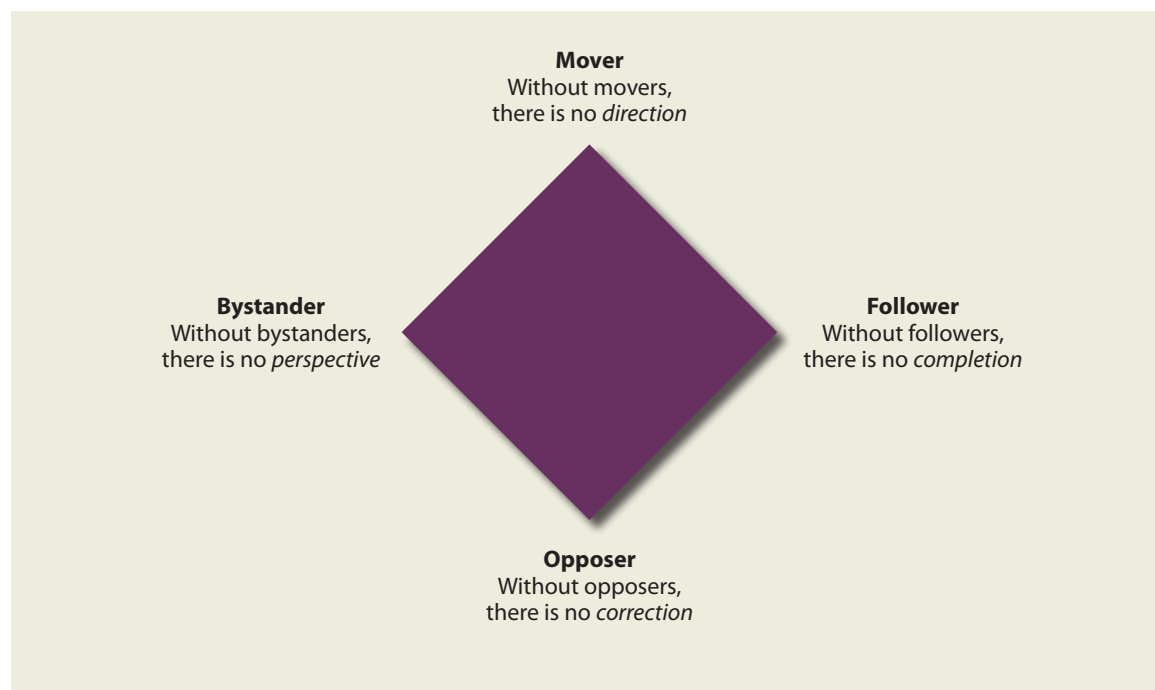 Mover
Without movers,
there is no direction
Bystander
Without bystanders,
there is no perspective
Follower
Without followers,
there is no completion
Opposer
Without opposers,
there is no correction